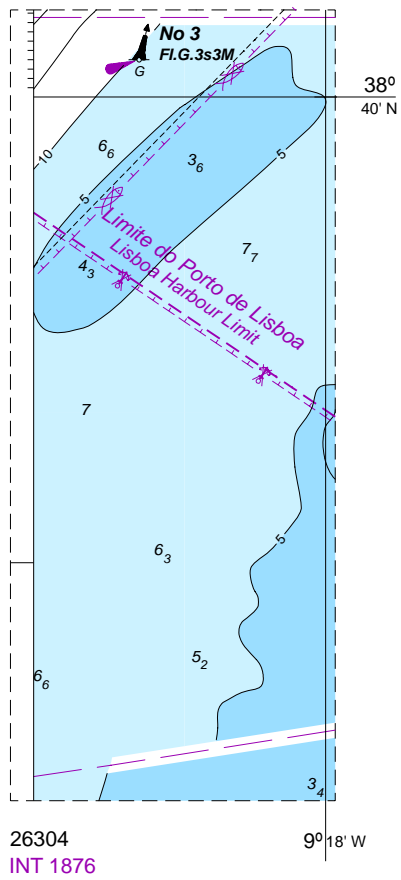 No 3
Fl.G.3s3M
G
38º
40' N
10
6₆
3₆
5
5
7₇
4₃
Limite do Porto de Lisboa
Lisboa Harbour Limit
7
5
6₃
5₂
6₆
3₄
26304
9º 18' W
INT 1876